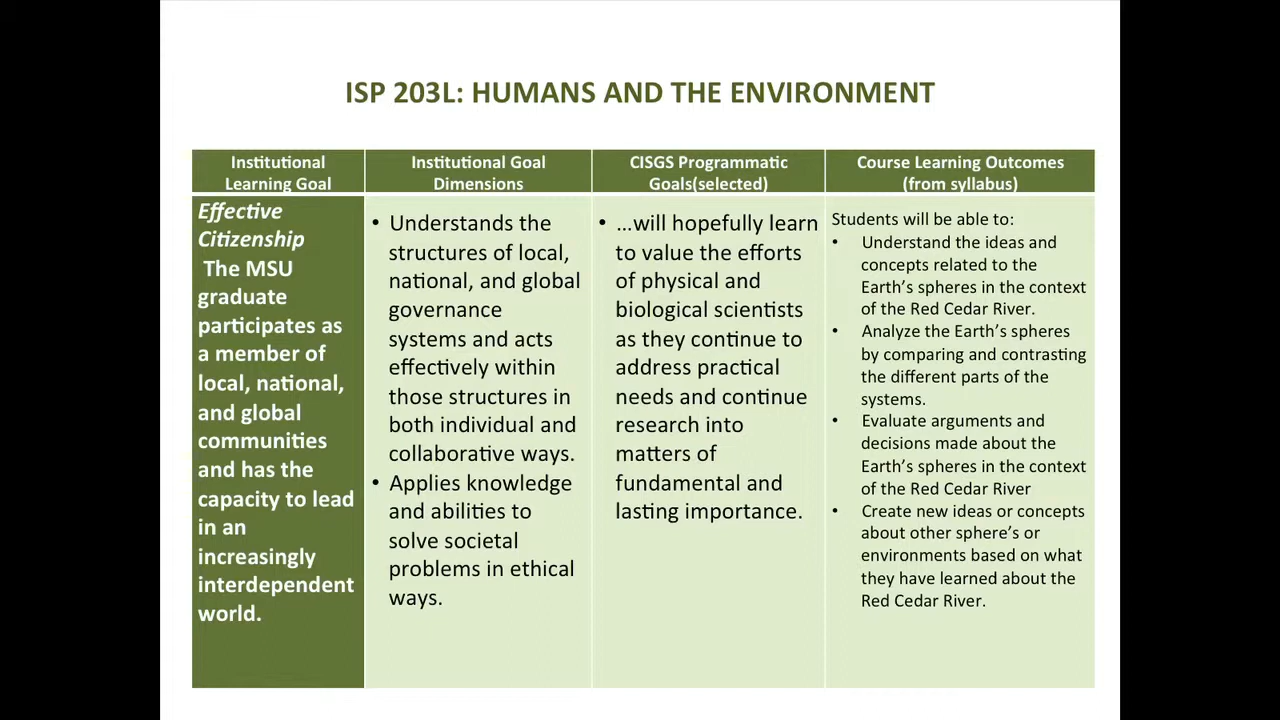 ISP 203L: HUMANS AND THE ENVIRONMENT
Institutional
Learning Goal
Institutional Goal
Dimensions
CISGS Programmatic
Goals(selected)
Course Learning Outcomes
(from syllabus)
Effective
Citizenship
The MSU
graduate
participates as
a member of
local, national,
and global
communities
and has the
capacity to lead
in an
increasingly
interdependent
world.
• Understands the
structures of local,
national, and global
governance
systems and acts
effectively within
those structures in
both individual and
collaborative ways.
• Applies knowledge
and abilities to
solve societal
problems in ethical
ways.
• …will hopefully learn
to value the efforts
of physical and
biological scientists
as they continue to
address practical
needs and continue
research into
matters of
fundamental and
lasting importance.
Students will be able to:
• Understand the ideas and
concepts related to the
Earth’s spheres in the context
of the Red Cedar River.
• Analyze the Earth’s spheres
by comparing and contrasting
the different parts of the
systems.
• Evaluate arguments and
decisions made about the
Earth’s spheres in the context
of the Red Cedar River
• Create new ideas or concepts
about other sphere’s or
environments based on what
they have learned about the
Red Cedar River.